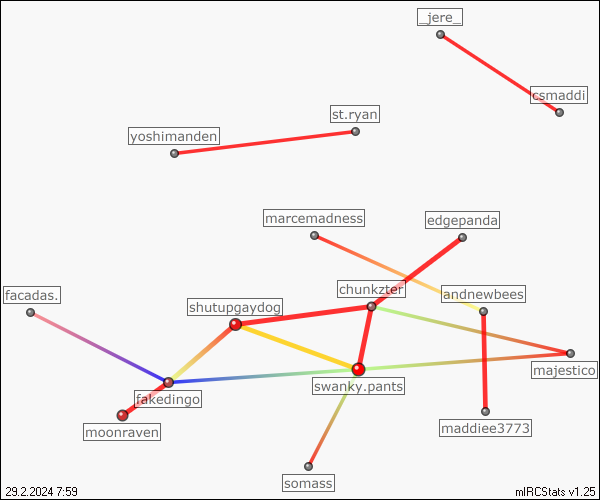 _jere_
csmaddi
st.ryan
yoshimanden
marcemadness
edgepanda
chunkzter
andnewbees
facadas.
shutupgaydog
majestico
swanky.pants
fakedingo
moonraven
maddiee3773
somass
29.2.2024 7:59
mIRCStats v1.25